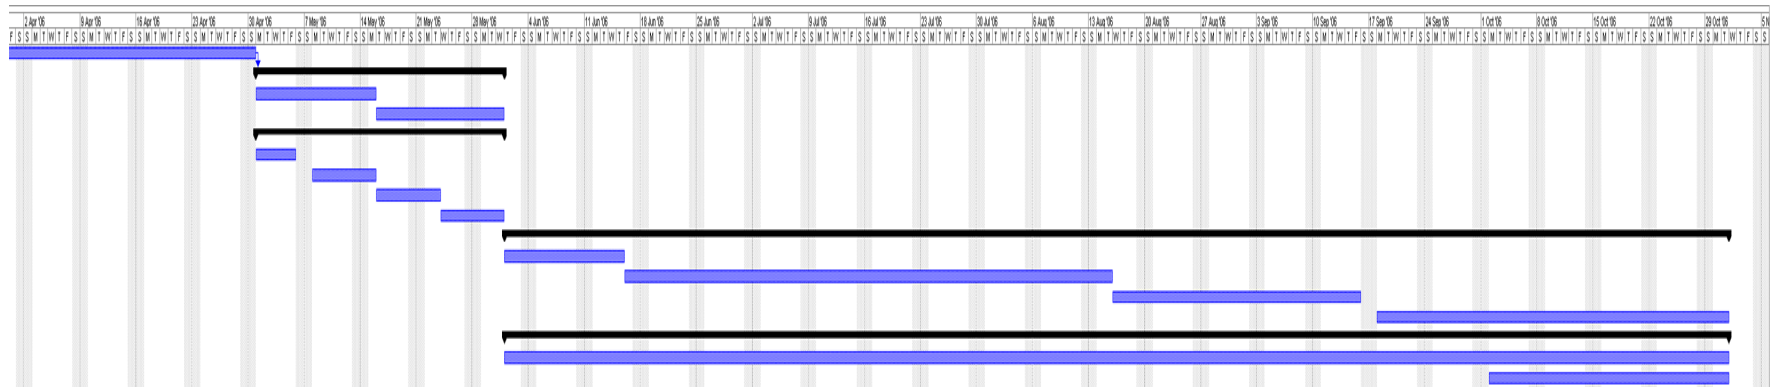 2 Apr '06 9 Apr '06 16 Apr '06 23 Apr '06 30 Apr '06 7 May '06 14 May '06 21 May '06 28 May '06 4 Jun '06 11 Jun '06 18 Jun '06 25 Jun '06 2 Jul '06 9 Jul '06 16 Jul '06 23 Jul '06 30 Jul '06 6 Aug '06 13 Aug '06 20 Aug '06 27 Aug '06 3 Sep '06 10 Sep '06 17 Sep '06 24 Sep '06 1 Oct '06 8 Oct '06 15 Oct '06 22 Oct '06 29 Oct '06 5 N
F S S M T W T F S S M T W T F S S M T W T F S S M T W T F S S M T W T F S S M T W T F S S M T W T F S S M T W T F S S M T W T F S S M T W T F S S M T W T F S S M T W T F S S M T W T F S S M T W T F S S M T W T F S S M T W T F S S M T W T F S S M T W T F S S M T W T F S S M T W T F S S M T W T F S S M T W T F S S M T W T F S S M T W T F S S M T W T F S S M T W T F S S M T W T F S S M T W T F S S M T W T F S S M T W T F S S M T W T F S S